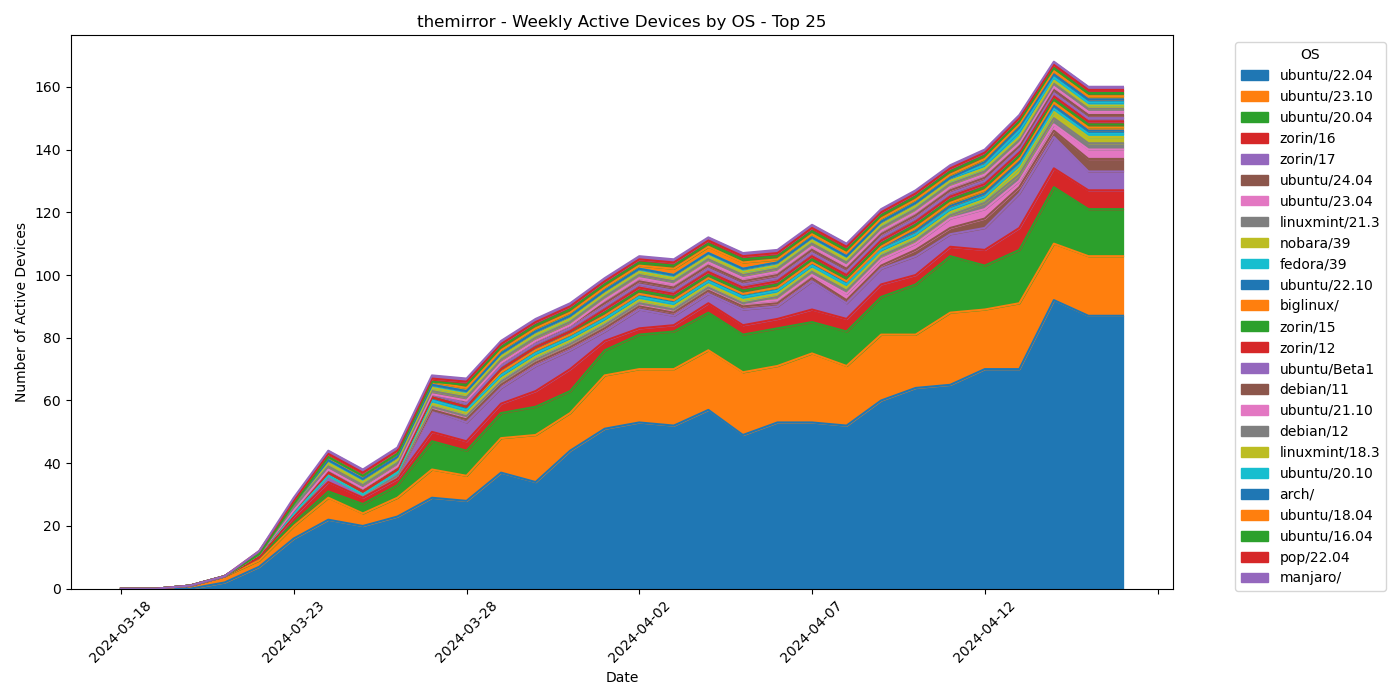 themirror - Weekly Active Devices by OS - Top 25
Number of Active Devices
160
140
120
100
80
60
40
20
0
2024-03-18
2024-03-23
2024-03-28
2024-04-02
2024-04-07
2024-04-12
Date
OS
ubuntu/22.04
ubuntu/23.10
ubuntu/20.04
zorin/16
zorin/17
ubuntu/24.04
ubuntu/23.04
linuxmint/21.3
nobara/39
fedora/39
ubuntu/22.10
biglinux/
zorin/15
zorin/12
ubuntu/Beta1
debian/11
ubuntu/21.10
debian/12
linuxmint/18.3
ubuntu/20.10
arch/
ubuntu/18.04
ubuntu/16.04
pop/22.04
manjaro/